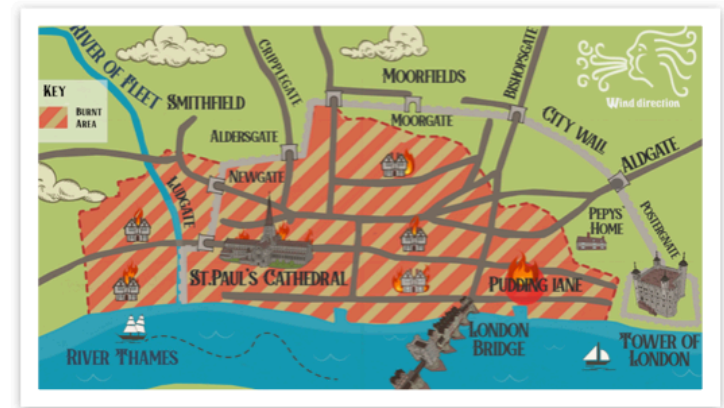 RIVER OF FLEET
CRIPPLEGATE
MOORFIELDS
BISHOPSGATE
Wind direction
KEY
BURNT
AREA
SMITHFIELD
ALDERSGATE
MOORGATE
CITY WALL
ALDGATE
NEWGATE
LUDGATE
PEPYS
HOME
POSTERGNATE
ST.PAUL'S CATHEDRAL
PUDDING LANE
RIVER THAMES
LONDON
BRIDGE
TOWER OF
LONDON